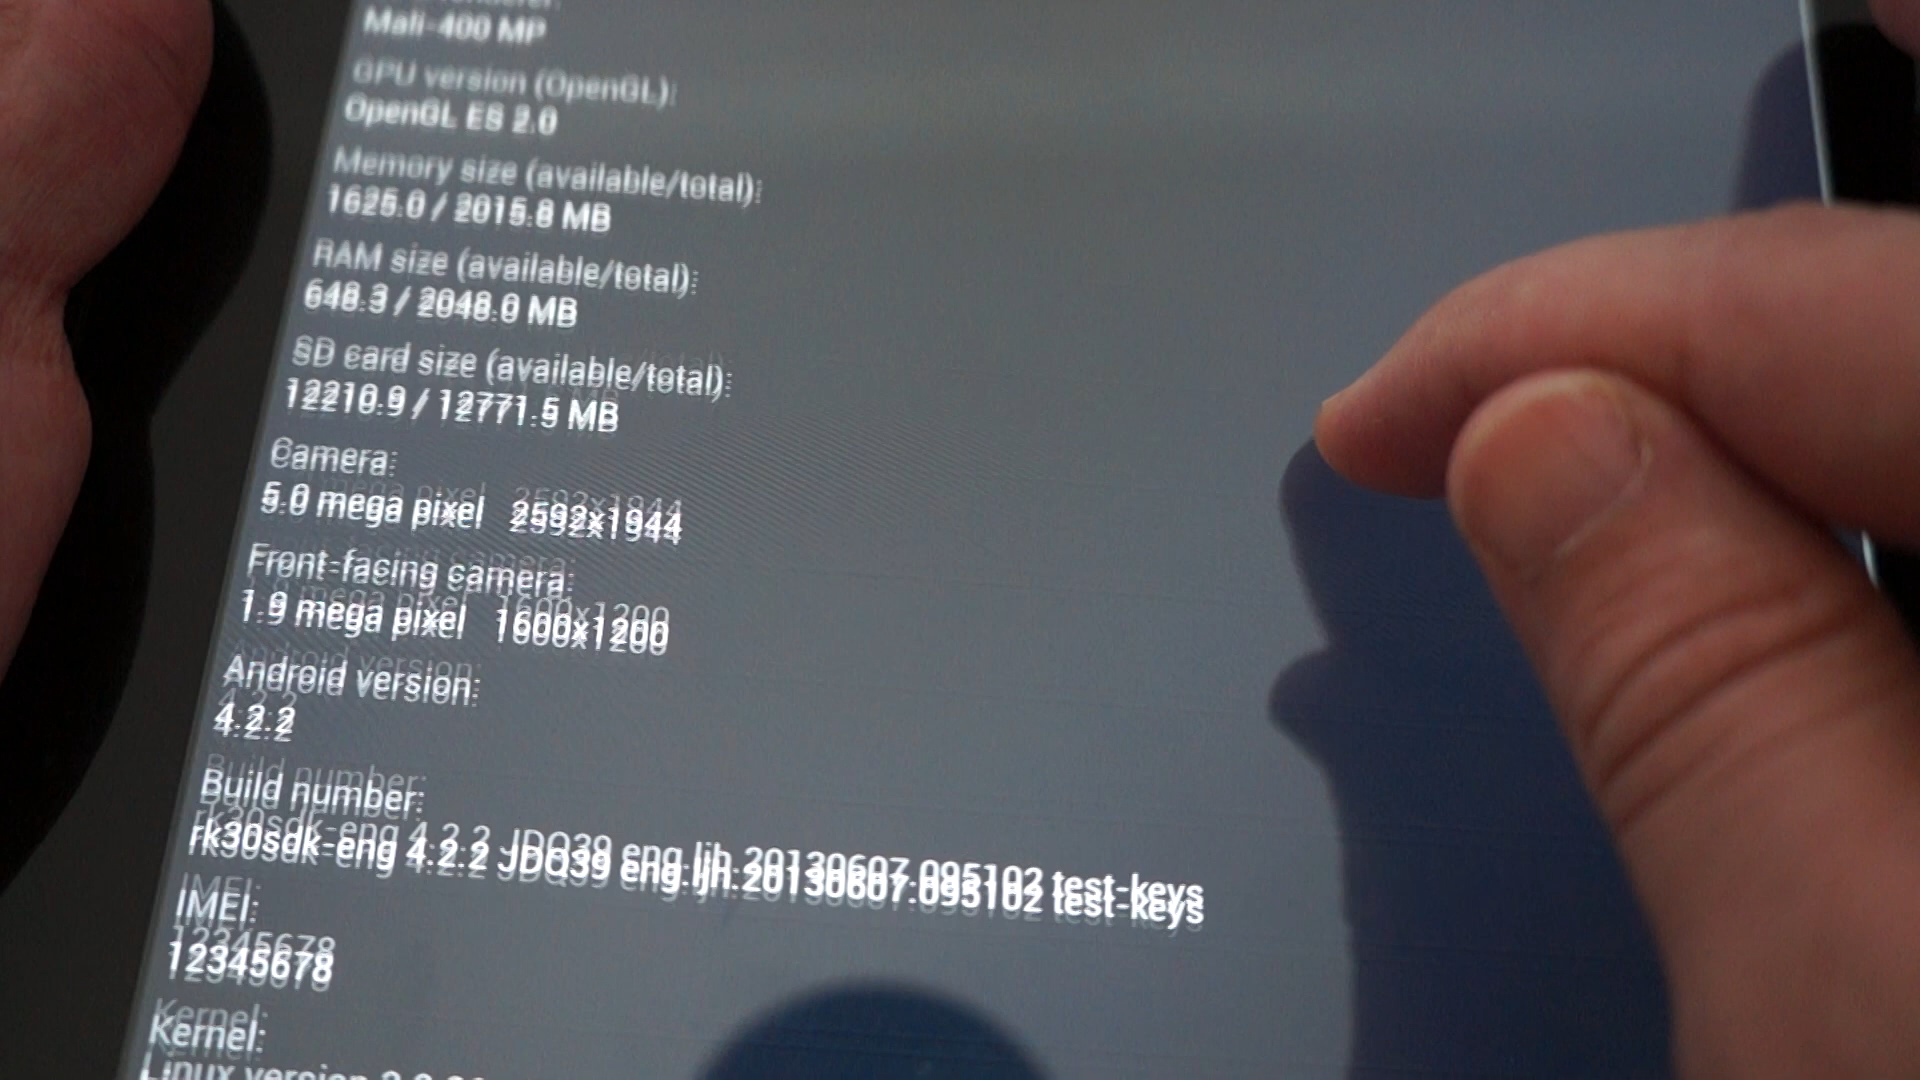 Mali-400 MP
GPU version (OpenGL):
OpenGL ES 2.0
Memory size (available/total):
1625.0 / 2015.8 MB
RAM size (available/total):
648.3 / 2048.0 MB
SD card size (available/total):
12210.9 / 12771.5 MB
Camera:
5.0 mega pixel 2592x1944
Front-facing camera:
1.9 mega pixel 1600x1200
Android version:
4.2.2
Build number:
rk30sdk-eng 4.2.2 JDQ39 eng.ljh.20130607.095102 test-keys
IMEI:
12345678
Kernel:
Linux version